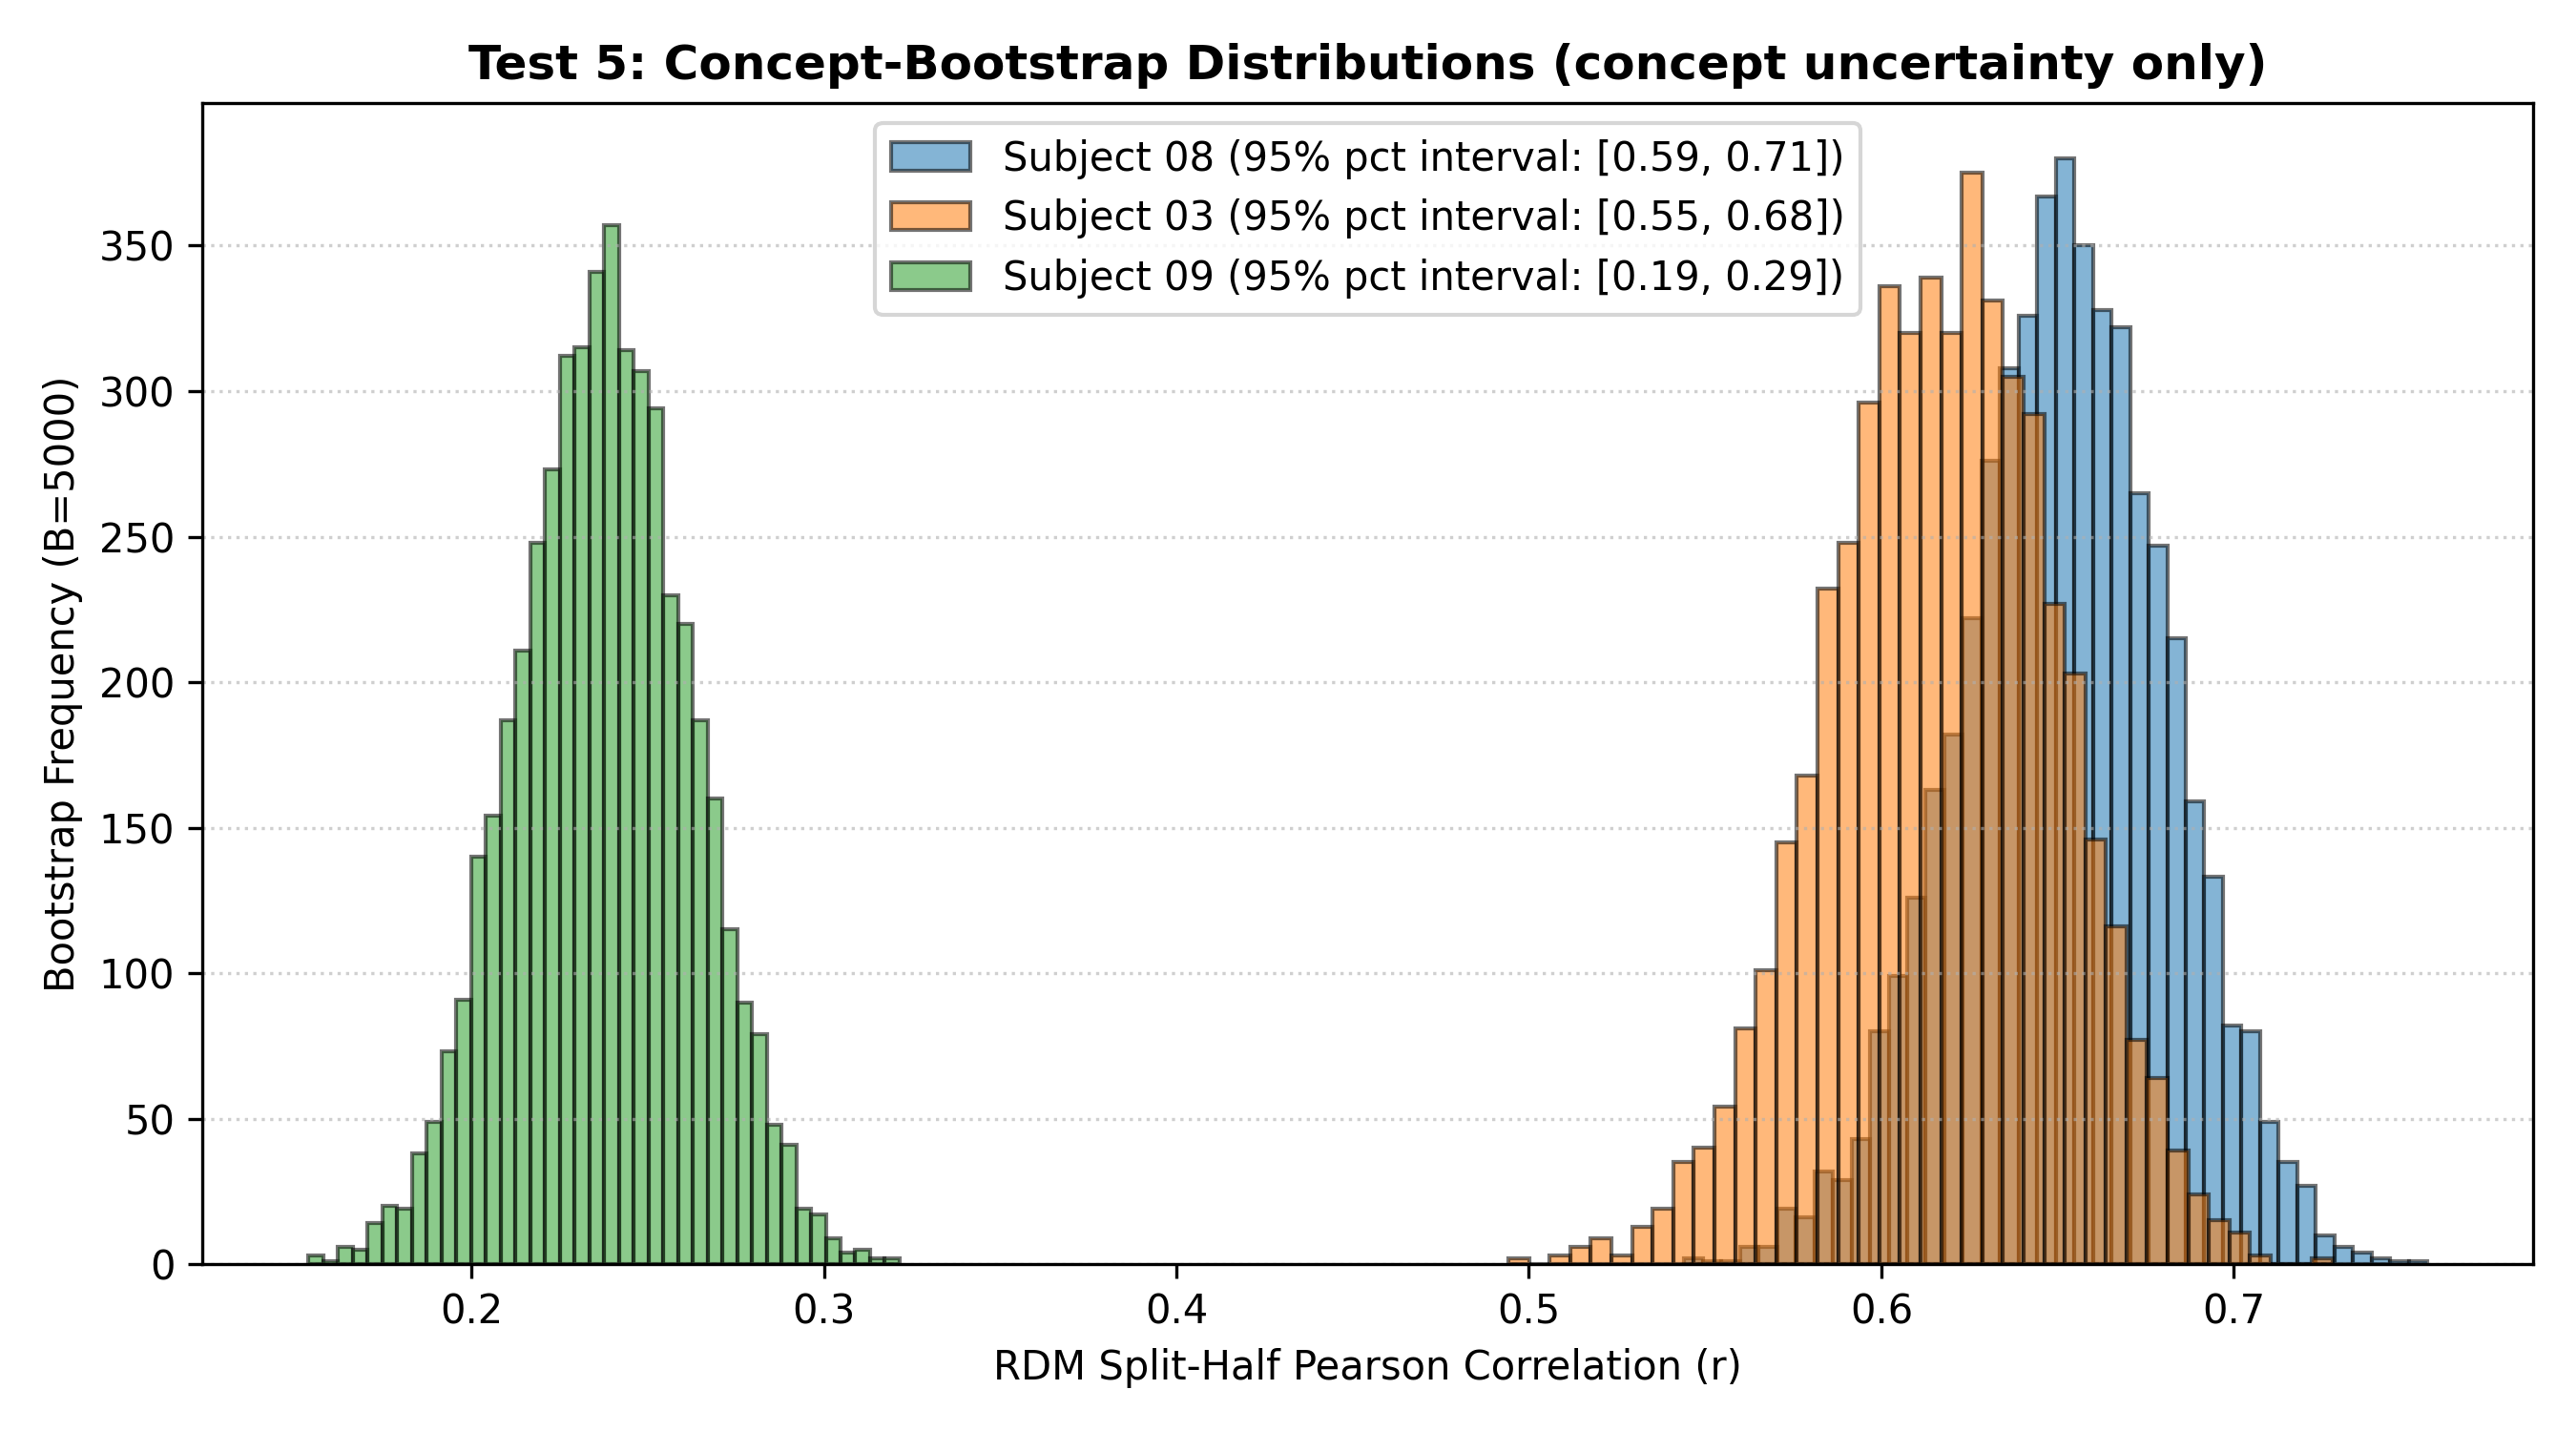 Test 5: Concept-Bootstrap Distributions (concept uncertainty only)
Subject 08 (95% pct interval: [0.59, 0.71])
Subject 03 (95% pct interval: [0.55, 0.68])
Subject 09 (95% pct interval: [0.19, 0.29])
Bootstrap Frequency (B=5000)
350
300
250
200
150
100
50
0
0.2 0.3 0.4 0.5 0.6 0.7
RDM Split-Half Pearson Correlation (r)